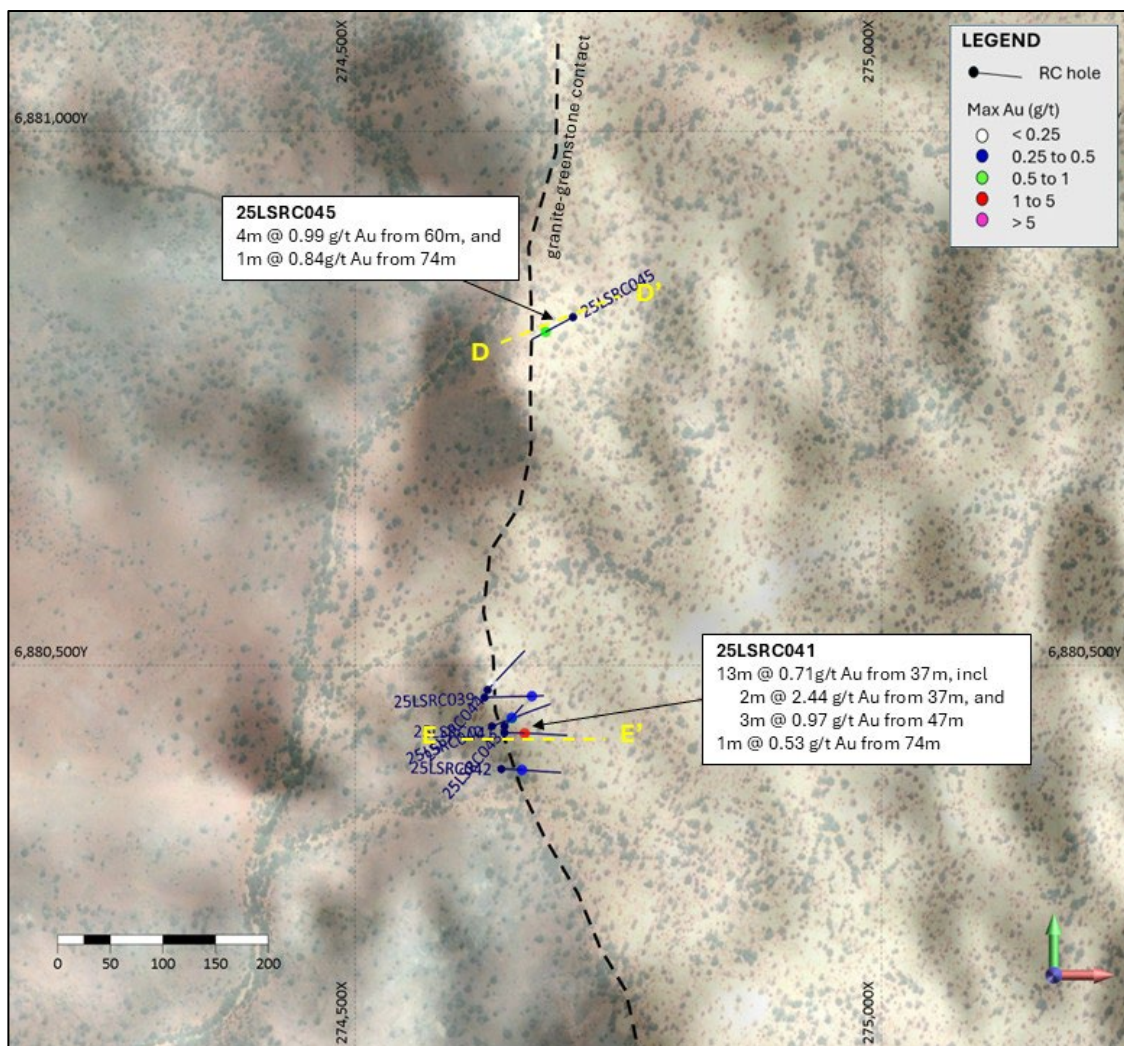 274,500X
275,000X
LEGEND
RC hole
Max Au (g/t)
< 0.25
0.25 to 0.5
0.5 to 1
1 to 5
> 5
6,881,000Y
granite-greenstone contact
25LSRC045
4m @ 0.99 g/t Au from 60m, and
1m @ 0.84g/t Au from 74m
25LSRC045
D'
D
6,880,500Y
6,880,500Y
25LSRC041
13m @ 0.71g/t Au from 37m, incl
2m @ 2.44 g/t Au from 37m, and
3m @ 0.97 g/t Au from 47m
1m @ 0.53 g/t Au from 74m
25LSRC039
E
E'
25LSRC043
25LSRC042
0 50 100 150 200
274,500X
275,000X